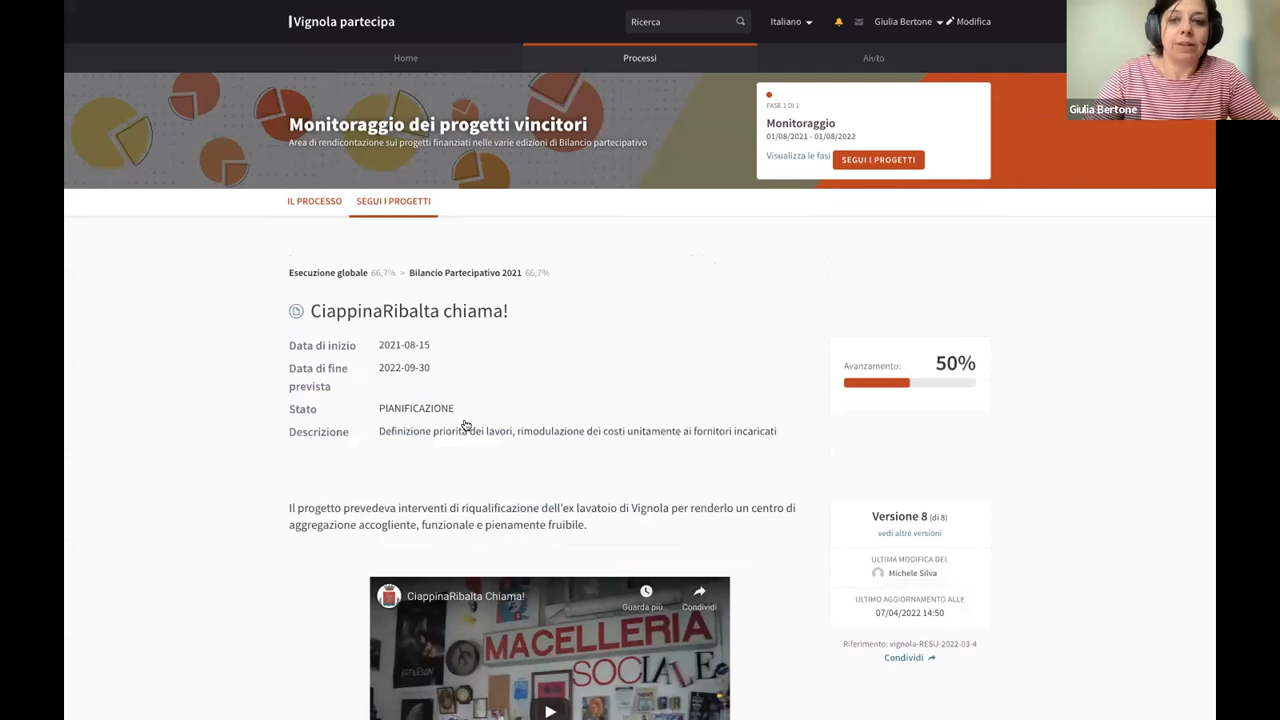 Vignola partecipa
Ricerca
Italiano
Giulia Bertone
Modifica
Giulia Bertone
Home
Processi
Aiuto
Monitoraggio dei progetti vincitori
Area di rendicontazione sui progetti finanziati nelle varie edizioni di Bilancio partecipativo
FASE 1 DI 1
Monitoraggio
01/08/2021 - 01/08/2022
Visualizza le fasi
SEGUI I PROGETTI
IL PROCESSO
SEGUI I PROGETTI
Esecuzione globale 66,7% > Bilancio Partecipativo 2021 66,7%
CiappinaRibalta chiama!
Data di inizio 2021-08-15
Data di fine 2022-09-30
prevista
Stato PIANIFICAZIONE
Descrizione Definizione priorità dei lavori, rimodulazione dei costi unitamente ai fornitori incaricati
Avanzamento: 50%
Il progetto prevedeva interventi di riqualificazione dell'ex lavatoio di Vignola per renderlo un centro di
aggregazione accogliente, funzionale e pienamente fruibile.
Versione 8 (di 8)
vedi altre versioni
ULTIMA MODIFICA DEL
Michele Silva
ULTIMO AGGIORNAMENTO ALLE
07/04/2022 14:50
Riferimento: vignola-RESU-2022-03-4
Condividi
CiappinaRibalta Chiama!
Guarda più
Condividi
MACELLERIA
SOCIALE